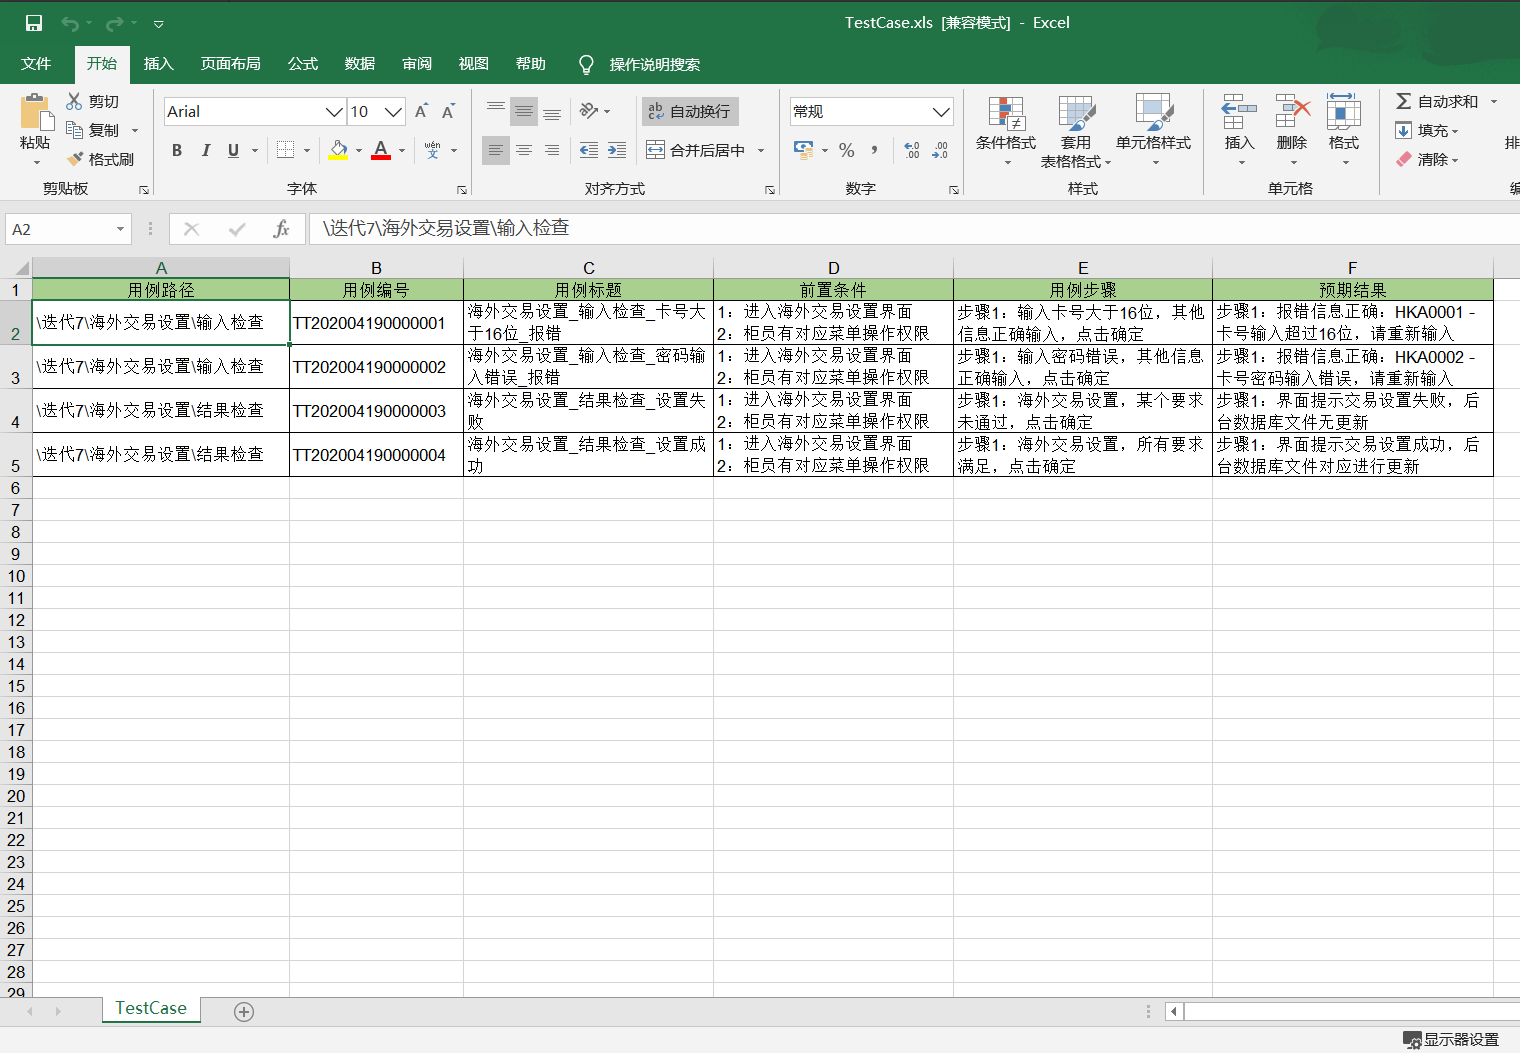 TestCase.xls [兼容模式] - Excel
文件 开始 插入 页面布局 公式 数据 审阅 视图 帮助 操作说明搜索
粘贴
剪切
复制
格式刷
剪贴板
Arial 10 A A
B I U A wén 文
字体
ab c 自动换行
合并后居中
对齐方式
常规
% , .00 .00
数字
条件格式
套用
表格格式
单元格样式
样式
插入
删除
格式
单元格
Σ 自动求和
填充
清除
排
编
A2 fx \迭代7\海外交易设置\输入检查
A B C D E F
1 用例路径 用例编号 用例标题 前置条件 用例步骤 预期结果
2 \迭代7\海外交易设置\输入检查 TT202004190000001
海外交易设置_输入检查_卡号大
于16位_报错
1：进入海外交易设置界面
2：柜员有对应菜单操作权限
步骤1：输入卡号大于16位，其他
信息正确输入，点击确定
步骤1：报错信息正确：HKA0001 -
卡号输入超过16位，请重新输入
3 \迭代7\海外交易设置\输入检查 TT202004190000002
海外交易设置_输入检查_密码输
入错误_报错
1：进入海外交易设置界面
2：柜员有对应菜单操作权限
步骤1：输入密码错误，其他信息
正确输入，点击确定
步骤1：报错信息正确：HKA0002 -
卡号密码输入错误，请重新输入
4 \迭代7\海外交易设置\结果检查 TT202004190000003
海外交易设置_结果检查_设置失
败
1：进入海外交易设置界面
2：柜员有对应菜单操作权限
步骤1：海外交易设置，某个要求
未通过，点击确定
步骤1：界面提示交易设置失败，后
台数据库文件无更新
5 \迭代7\海外交易设置\结果检查 TT202004190000004
海外交易设置_结果检查_设置成
功
1：进入海外交易设置界面
2：柜员有对应菜单操作权限
步骤1：海外交易设置，所有要求
满足，点击确定
步骤1：界面提示交易设置成功，后
台数据库文件对应进行更新
6
7
8
9
10
11
12
13
14
15
16
17
18
19
20
21
22
23
24
25
26
27
28
29
TestCase
显示器设置